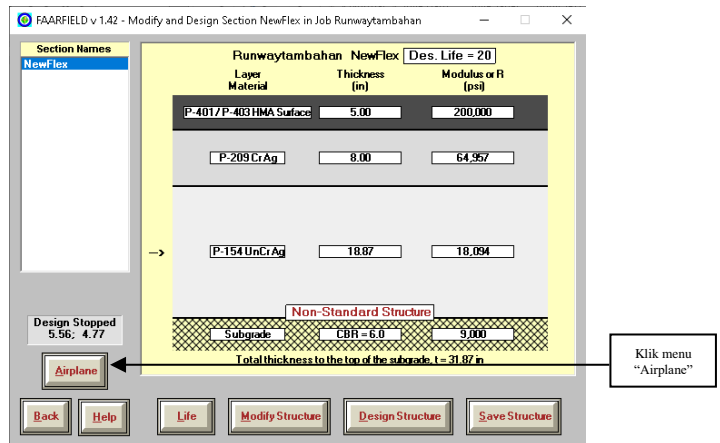 FAARFIELD v 1.42 - Modify and Design Section NewFlex in Job Runwaytambahan
Section Names
NewFlex
Runwaytambahan NewFlex Des. Life = 20
Layer Material Thickness (in) Modulus or R (psi)
P-401/ P-403 HMA Surface 5.00 200,000
P-209 CrAg 8.00 64,957
--> P-154 UnCrAg 18.87 18,094
Non-Standard Structure
Subgrade CBR = 6.0 9,000
Total thickness to the top of the subgrade, t = 31.87 in
Design Stopped
5.56; 4.77
Airplane
Klik menu
“Airplane”
Back Help Life Modify Structure Design Structure Save Structure